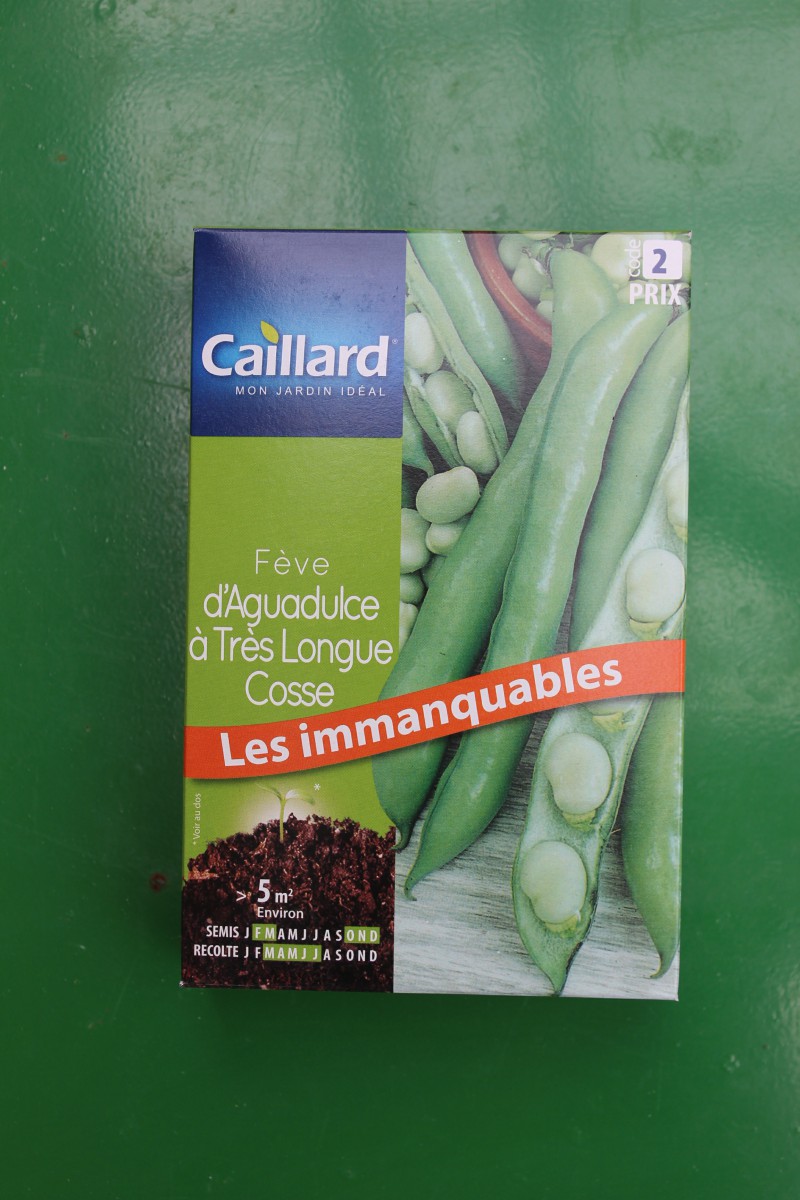 code
2
PRIX
Caillard
MON JARDIN IDÉAL
Fève
d'Aguadulce
à Très Longue
Cosse
Les immanquables
*
* Voir au dos
> 5 m²
Environ
SEMIS J F M A M J J A S O N D
RECOLTE J F M A M J J A S O N D